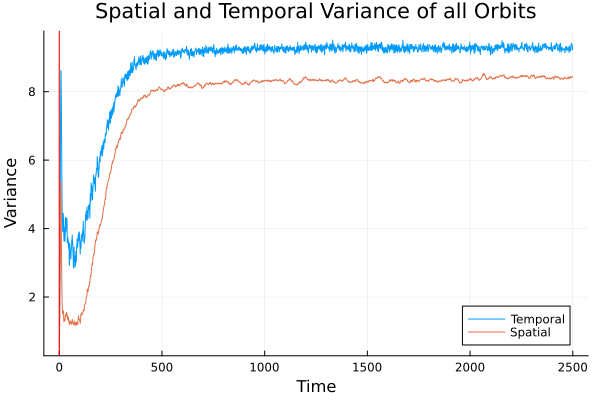 Spatial and Temporal Variance of all Orbits
Variance
8
6
4
2
Temporal
Spatial
0
500
1000
1500
2000
2500
Time